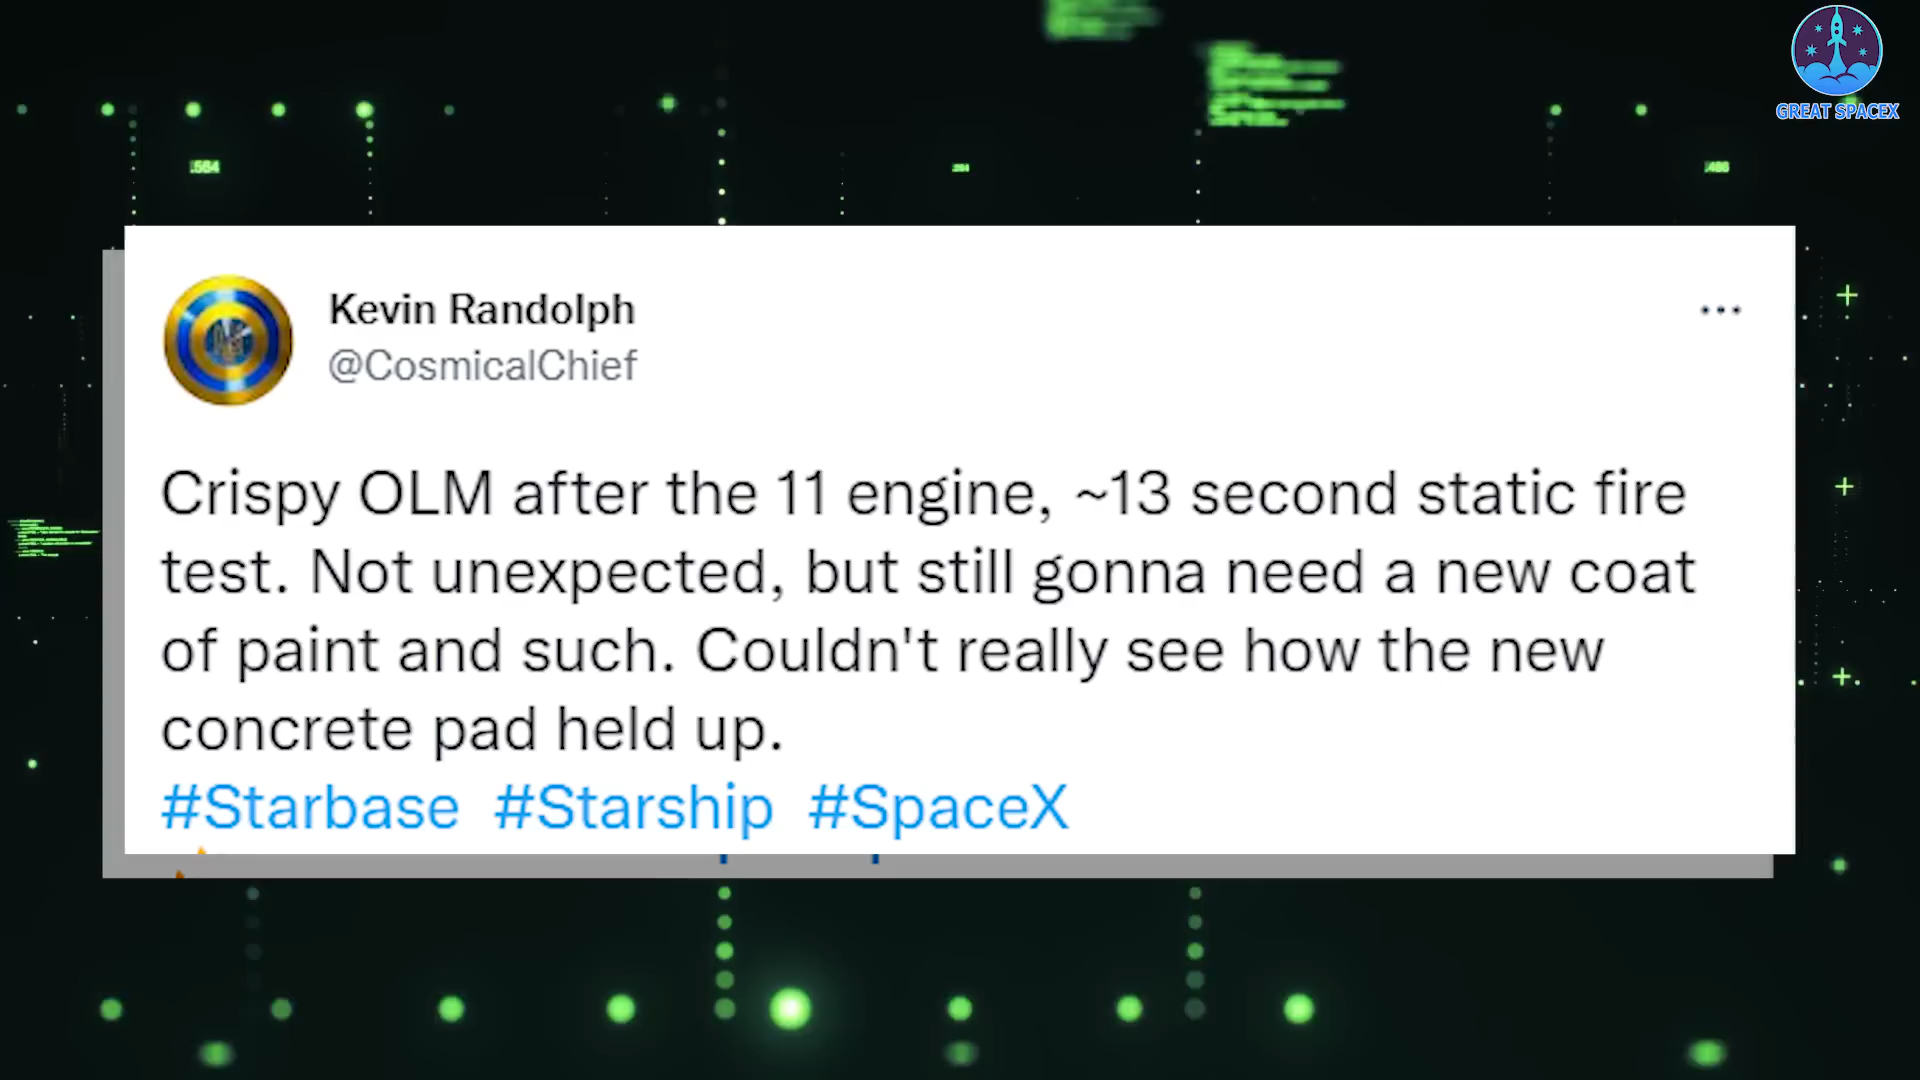 GREAT SPACEX
.564
.486
Kevin Randolph
@CosmicalChief
Crispy OLM after the 11 engine, ~13 second static fire
test. Not unexpected, but still gonna need a new coat
of paint and such. Couldn't really see how the new
concrete pad held up.
#Starbase #Starship #SpaceX